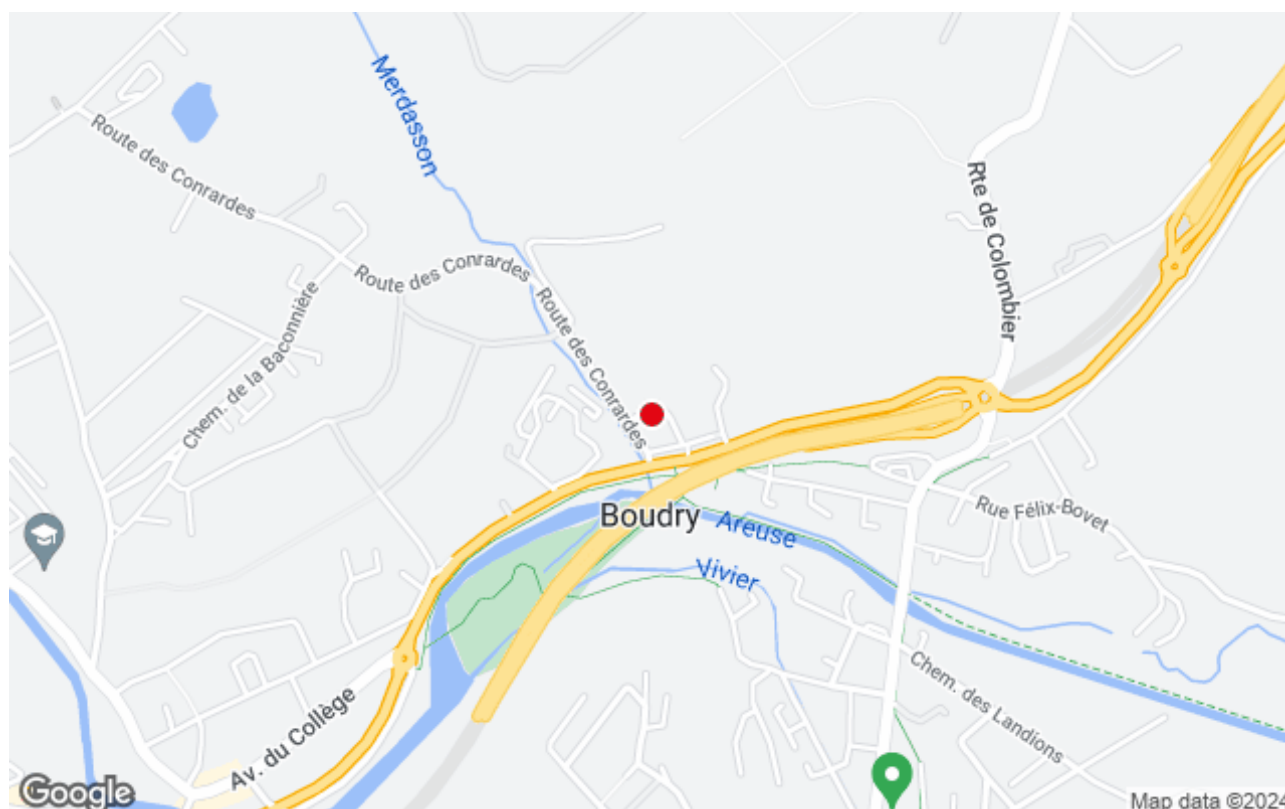 Merdasson
Route des Conrardes
Rte de Colombier
Route des Conrardes
Route des Conrardes
Chem. de la Baconnière
Boudry
Areuse
Rue Félix-Bovet
Vivier
Chem. des Landions
Av. du Collège
Google
Map data ©2024